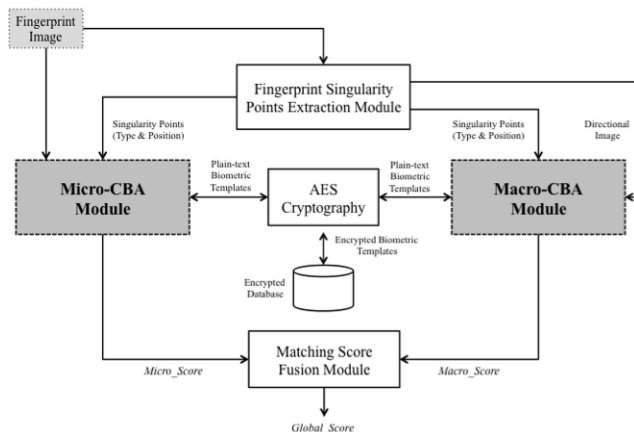 Fingerprint
Image
Fingerprint Singularity
Points Extraction Module
Singularity Points
(Type & Position)
Singularity Points
(Type & Position)
Directional
Image
Micro-CBA
Module
Plain-text
Biometric
Templates
AES
Cryptography
Plain-text
Biometric
Templates
Macro-CBA
Module
Encrypted Biometric
Templates
Encrypted
Database
Matching Score
Fusion Module
Micro_Score
Macro_Score
Global_Score